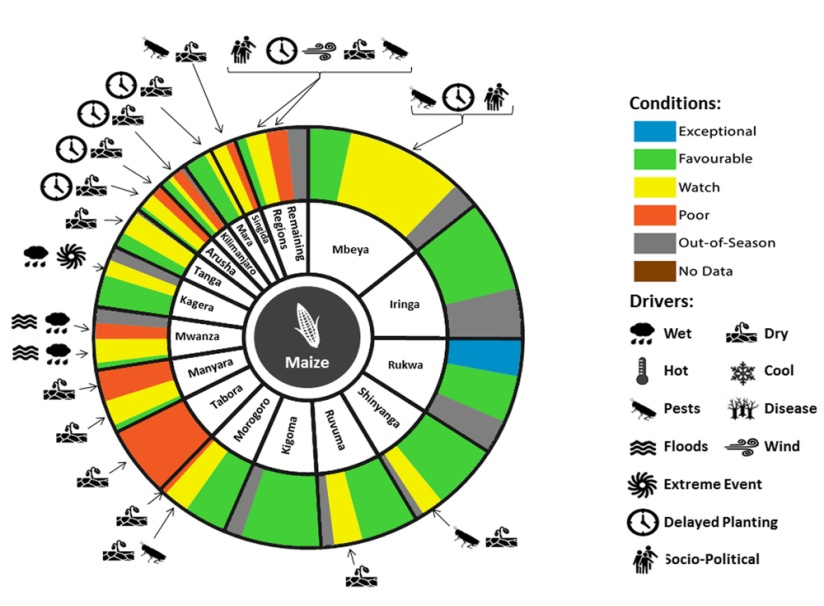 Mbeya
Iringa
Rukwa
Shinyanga
Ruvuma
Kigoma
Morogoro
Tabora
Manyara
Mwanza
Kagera
Tanga
Arusha
Kilimanjaro
Mara
Singida
Remaining
Regions
Maize
Conditions:
Exceptional
Favourable
Watch
Poor
Out-of-Season
No Data
Drivers:
Wet Dry
Hot Cool
Pests Disease
Floods Wind
Extreme Event
Delayed Planting
Socio-Political